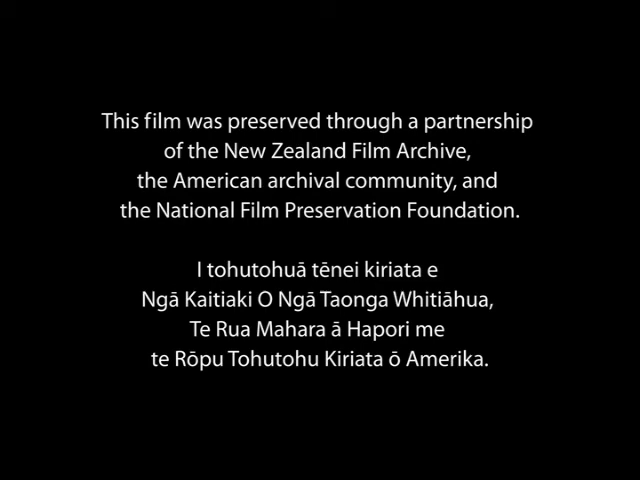 This film was preserved through a partnership
of the New Zealand Film Archive,
the American archival community, and
the National Film Preservation Foundation.
I tohutohuā tēnei kiriata e
Ngā Kaitiaki O Ngā Taonga Whitiāhua,
Te Rua Mahara ā Hapori me
te Rōpu Tohutohu Kiriata ō Amerika.